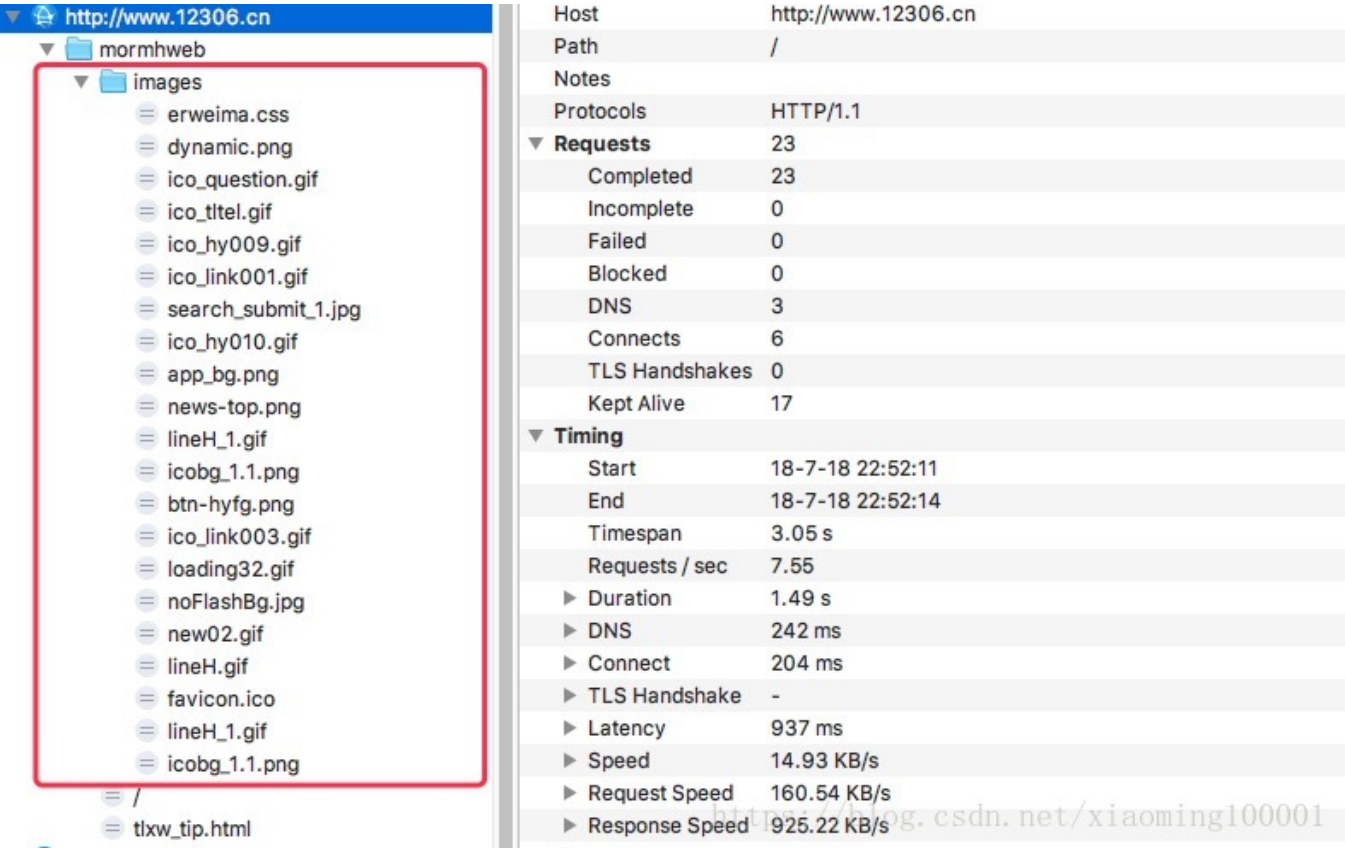 http://www.12306.cn
mormhweb
images
erweima.css
dynamic.png
ico_question.gif
ico_tltel.gif
ico_hy009.gif
ico_link001.gif
search_submit_1.jpg
ico_hy010.gif
app_bg.png
news-top.png
lineH_1.gif
icobg_1.1.png
btn-hyfg.png
ico_link003.gif
loading32.gif
noFlashBg.jpg
new02.gif
lineH.gif
favicon.ico
lineH_1.gif
icobg_1.1.png
/
tlxw_tip.html
Host http://www.12306.cn
Path /
Notes
Protocols HTTP/1.1
Requests 23
Completed 23
Incomplete 0
Failed 0
Blocked 0
DNS 3
Connects 6
TLS Handshakes 0
Kept Alive 17
Timing
Start 18-7-18 22:52:11
End 18-7-18 22:52:14
Timespan 3.05 s
Requests / sec 7.55
Duration 1.49 s
DNS 242 ms
Connect 204 ms
TLS Handshake -
Latency 937 ms
Speed 14.93 KB/s
Request Speed 160.54 KB/s
Response Speed 925.22 KB/s
https://blog.csdn.net/xiaoming100001